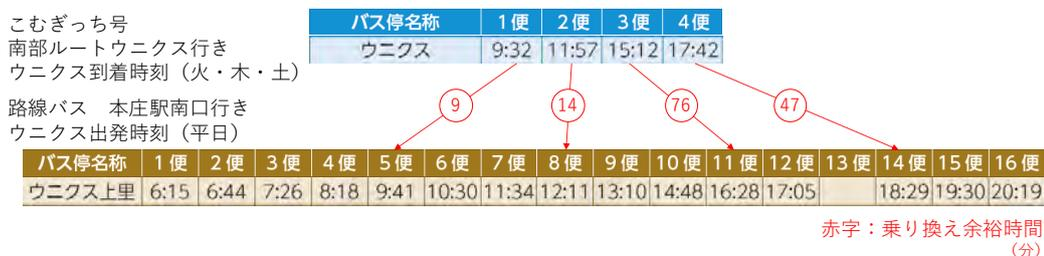 こむぎっち号
南部ルートウニクス行き
ウニクス到着時刻（火・木・土）
バス停名称 1便 2便 3便 4便
ウニクス 9:32 11:57 15:12 17:42
9 14 76 47
路線バス　本庄駅南口行き
ウニクス出発時刻（平日）
バス停名称 1便 2便 3便 4便 5便 6便 7便 8便 9便 10便 11便 12便 13便 14便 15便 16便
ウニクス上里 6:15 6:44 7:26 8:18 9:41 10:30 11:34 12:11 13:10 14:48 16:28 17:05 18:29 19:30 20:19
赤字：乗り換え余裕時間
（分）